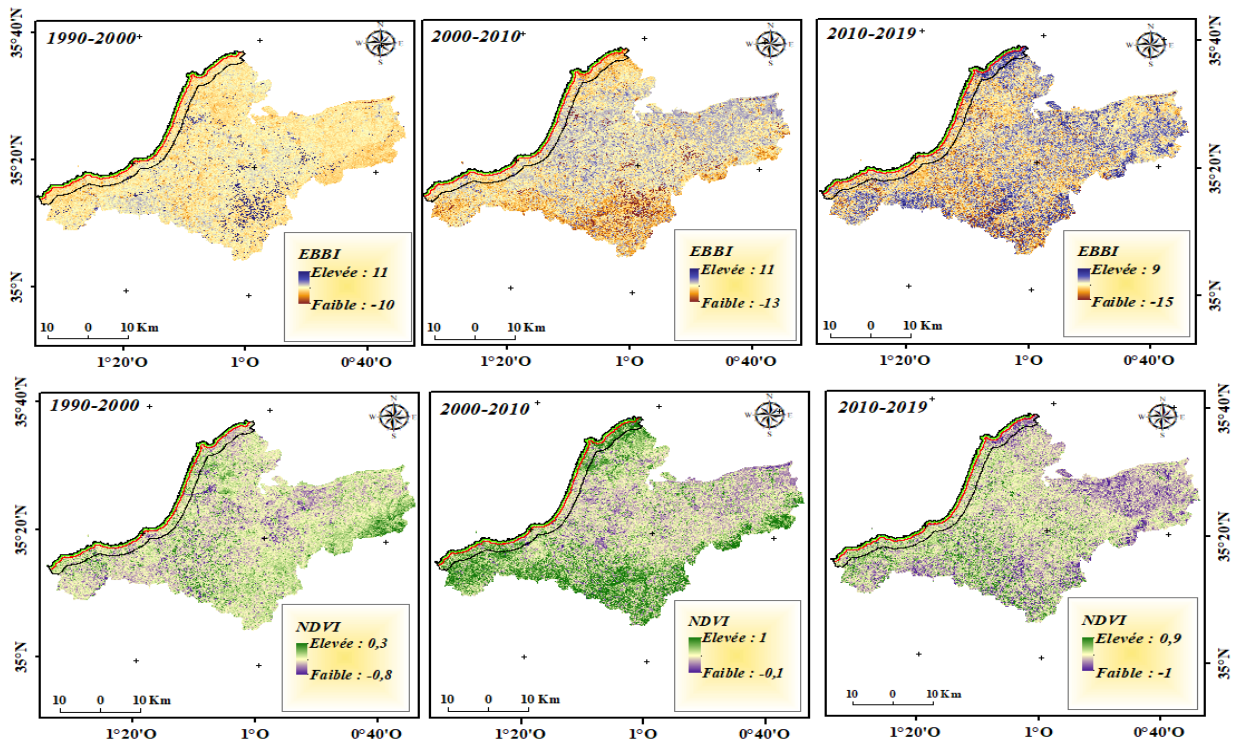 1990-2000
35°40'N
35°20'N
35°N
N
W E
S
EBBI
Elevée : 11
Faible : -10
10 0 10 Km
1°20'O 1°O 0°40'O
2000-2010
N
W E
S
EBBI
Elevée : 11
Faible : -13
10 0 10 Km
1°20'O 1°O 0°40'O
2010-2019
N
W E
S
35°40'N
35°20'N
35°N
EBBI
Elevée : 9
Faible : -15
10 0 10 Km
1°20'O 1°O 0°40'O
1990-2000
35°40'N
35°20'N
35°N
N
W E
S
NDVI
Elevée : 0,3
Faible : -0,8
10 0 10 Km
1°20'O 1°O 0°40'O
2000-2010
N
W E
S
NDVI
Elevée : 1
Faible : -0,1
10 0 10 Km
1°20'O 1°O 0°40'O
2010-2019
N
W E
S
35°40'N
35°20'N
35°N
NDVI
Elevée : 0,9
Faible : -1
10 0 10 Km
1°20'O 1°O 0°40'O